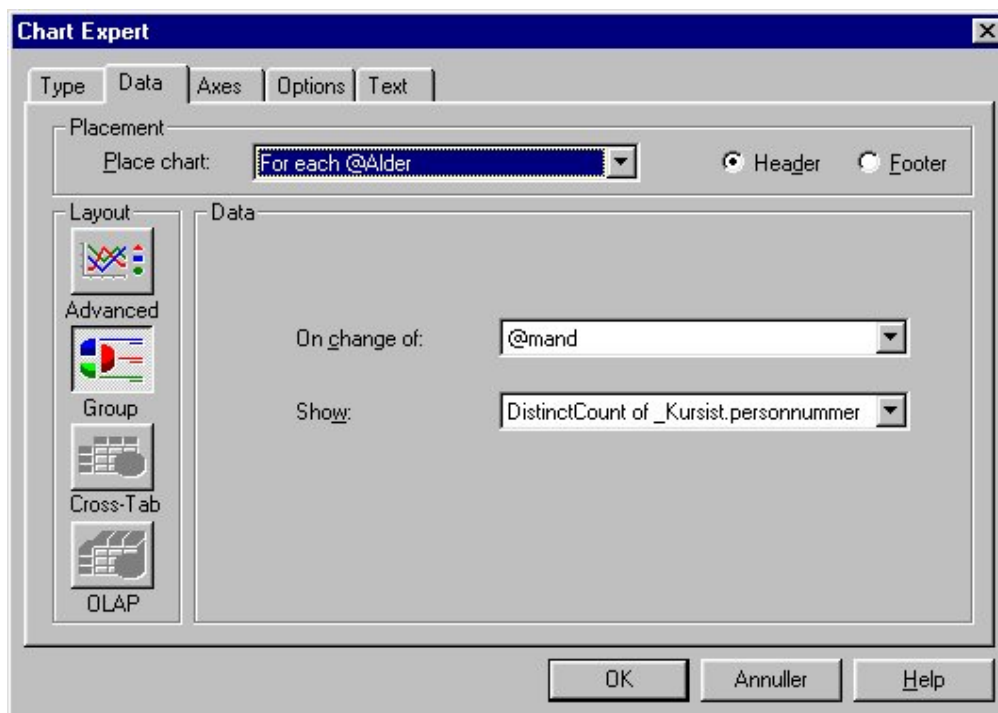 Chart Expert
Type Data Axes Options Text
Placement
Place chart: For each @Alder Header Footer
Layout Data
Advanced
On change of: @mand
Group
Show: DistinctCount of _Kursist.personnummer
Cross-Tab
OLAP
OK Annuller Help